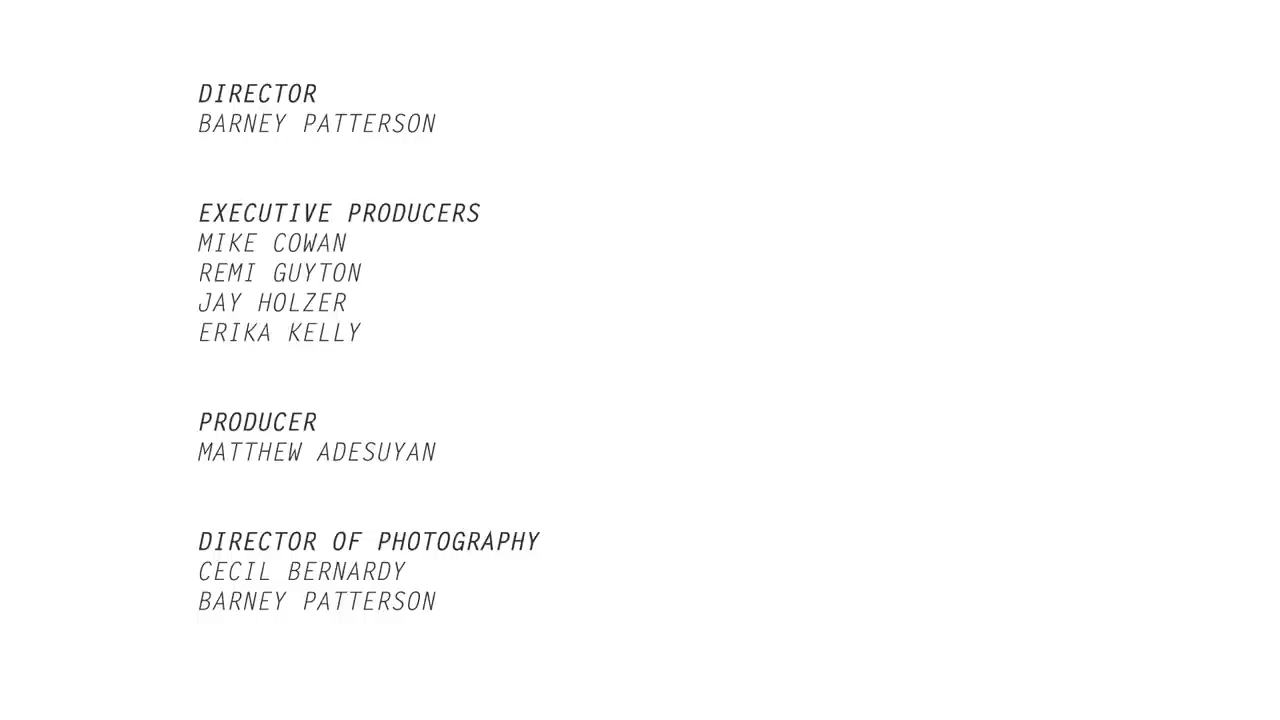 DIRECTOR
BARNEY PATTERSON
EXECUTIVE PRODUCERS
MIKE COWAN
REMI GUYTON
JAY HOLZER
ERIKA KELLY
PRODUCER
MATTHEW ADESUYAN
DIRECTOR OF PHOTOGRAPHY
CECIL BERNARDY
BARNEY PATTERSON